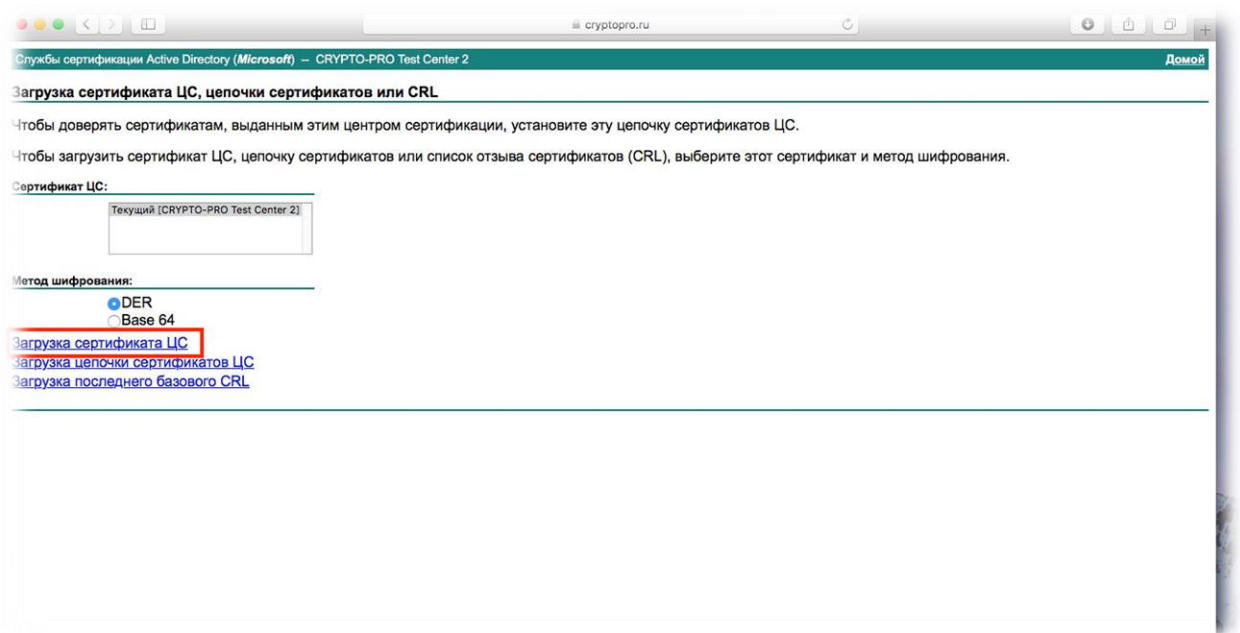 cryptopro.ru
Службы сертификации Active Directory (Microsoft) – CRYPTO-PRO Test Center 2 Домой
Загрузка сертификата ЦС, цепочки сертификатов или CRL
Чтобы доверять сертификатам, выданным этим центром сертификации, установите эту цепочку сертификатов ЦС.
Чтобы загрузить сертификат ЦС, цепочку сертификатов или список отзыва сертификатов (CRL), выберите этот сертификат и метод шифрования.
Сертификат ЦС:
Текущий [CRYPTO-PRO Test Center 2]
Метод шифрования:
DER
Base 64
Загрузка сертификата ЦС
Загрузка цепочки сертификатов ЦС
Загрузка последнего базового CRL